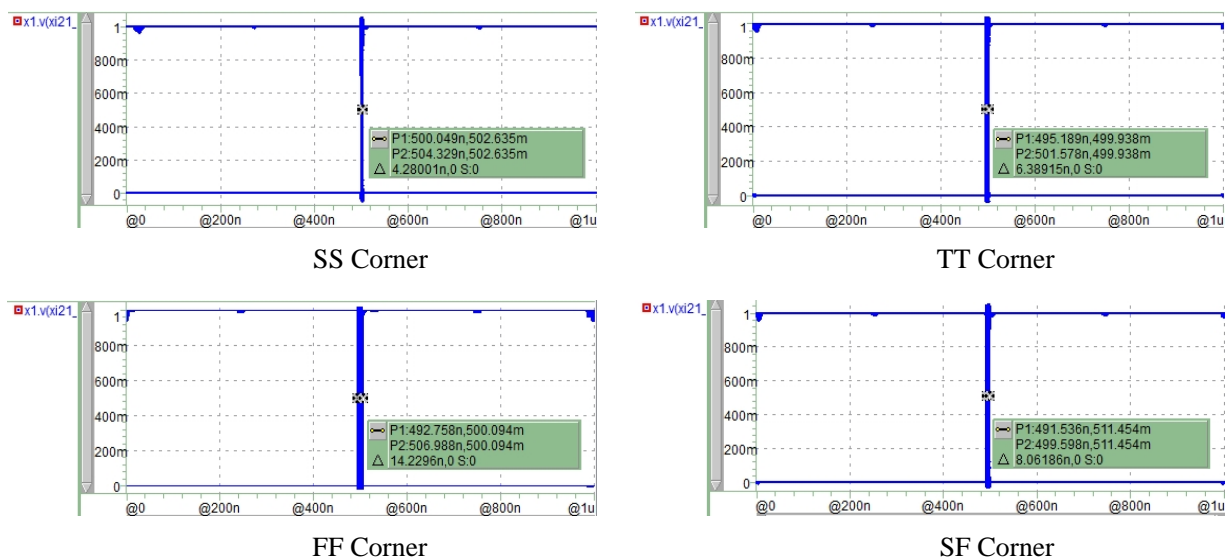 x1.v(xi21_
1
800m
600m
400m
200m
0
P1:500.049n,502.635m
P2:504.329n,502.635m
△ 4.28001n,0 S:0
@0 @200n @400n @600n @800n @1u
SS Corner
x1.v(xi21_
1
800m
600m
400m
200m
0
P1:495.189n,499.938m
P2:501.578n,499.938m
△ 6.38915n,0 S:0
@0 @200n @400n @600n @800n @1u
TT Corner
x1.v(xi21_
1
800m
600m
400m
200m
0
P1:492.758n,500.094m
P2:506.988n,500.094m
△ 14.2296n,0 S:0
@0 @200n @400n @600n @800n @1u
FF Corner
x1.v(xi21_
1
800m
600m
400m
200m
0
P1:491.536n,511.454m
P2:499.598n,511.454m
△ 8.06186n,0 S:0
@0 @200n @400n @600n @800n @1u
SF Corner